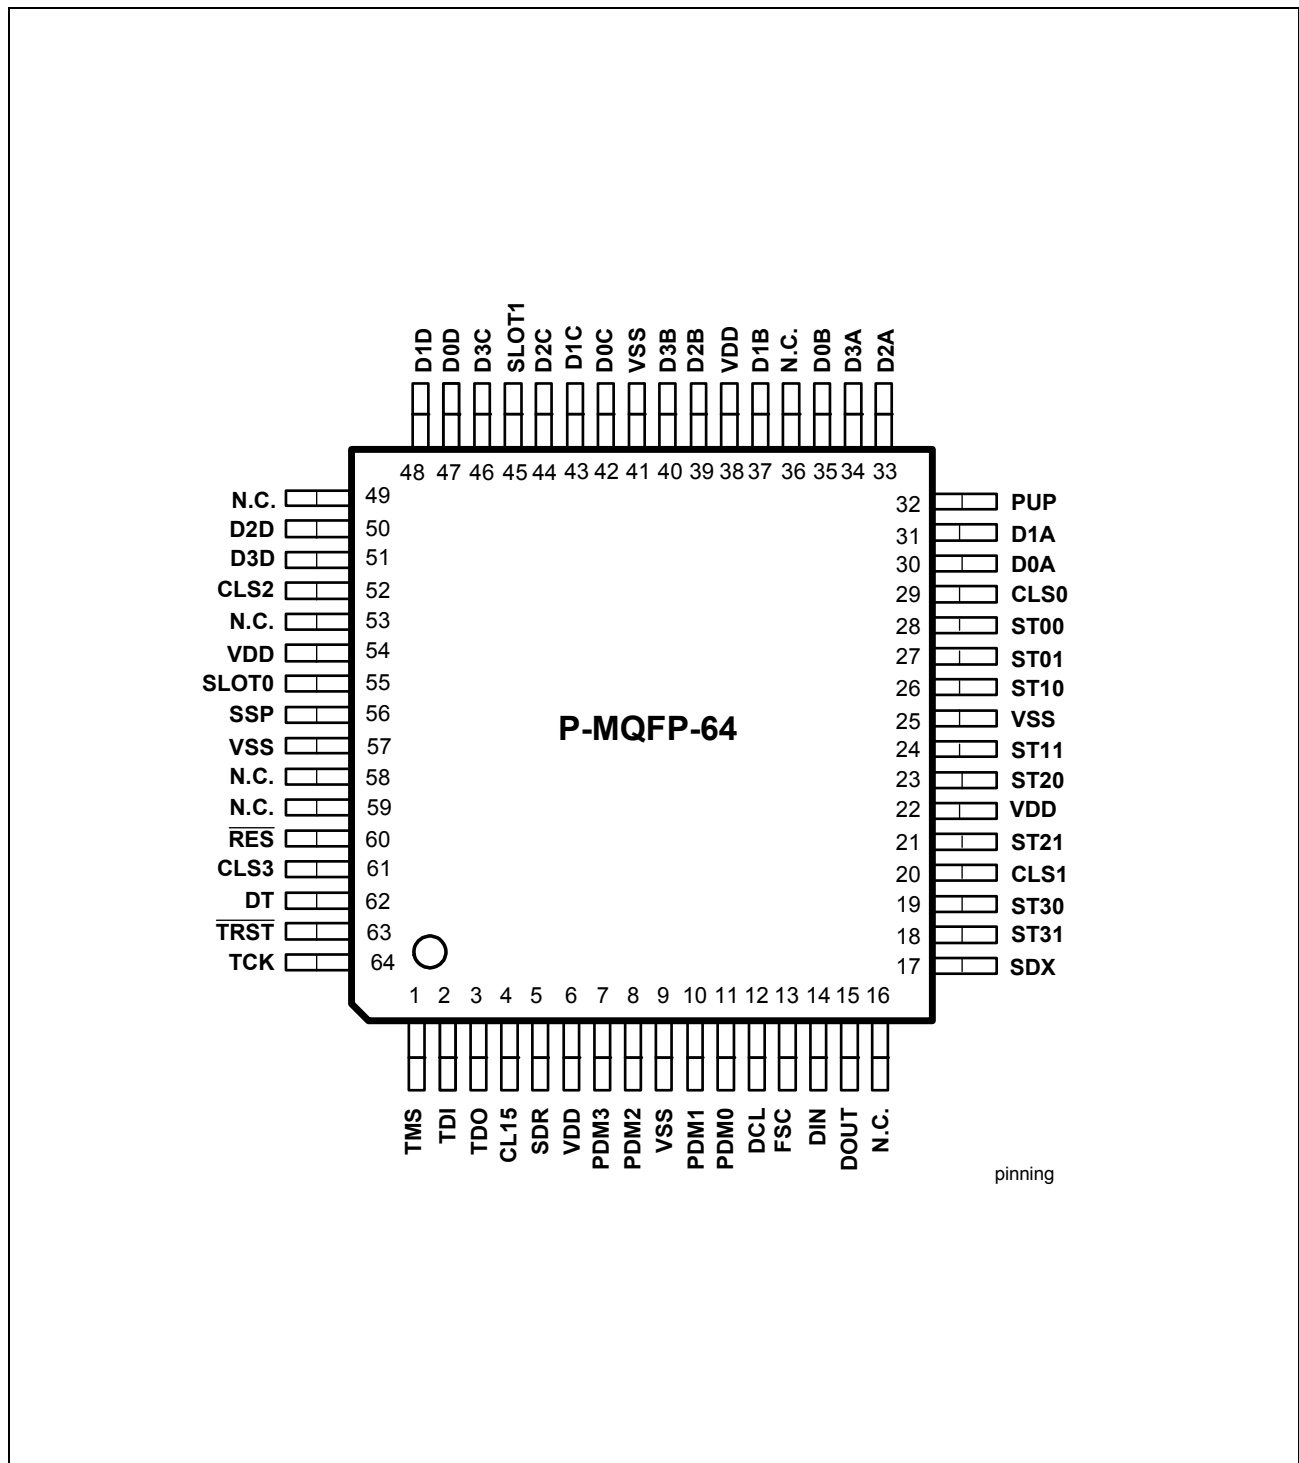 D1D D0D D3C SLOT1 D2C D1C D0C VSS D3B D2B VDD D1B N.C. D0B D3A D2A
48 47 46 45 44 43 42 41 40 39 38 37 36 35 34 33
N.C. 49
D2D 50
D3D 51
CLS2 52
N.C. 53
VDD 54
SLOT0 55
SSP 56
VSS 57
N.C. 58
N.C. 59
RES 60
CLS3 61
DT 62
TRST 63
TCK 64
P-MQFP-64
32 PUP
31 D1A
30 D0A
29 CLS0
28 ST00
27 ST01
26 ST10
25 VSS
24 ST11
23 ST20
22 VDD
21 ST21
20 CLS1
19 ST30
18 ST31
17 SDX
1 2 3 4 5 6 7 8 9 10 11 12 13 14 15 16
TMS TDI TDO CL15 SDR VDD PDM3 PDM2 VSS PDM1 PDM0 DCL FSC DIN DOUT N.C.
pinning